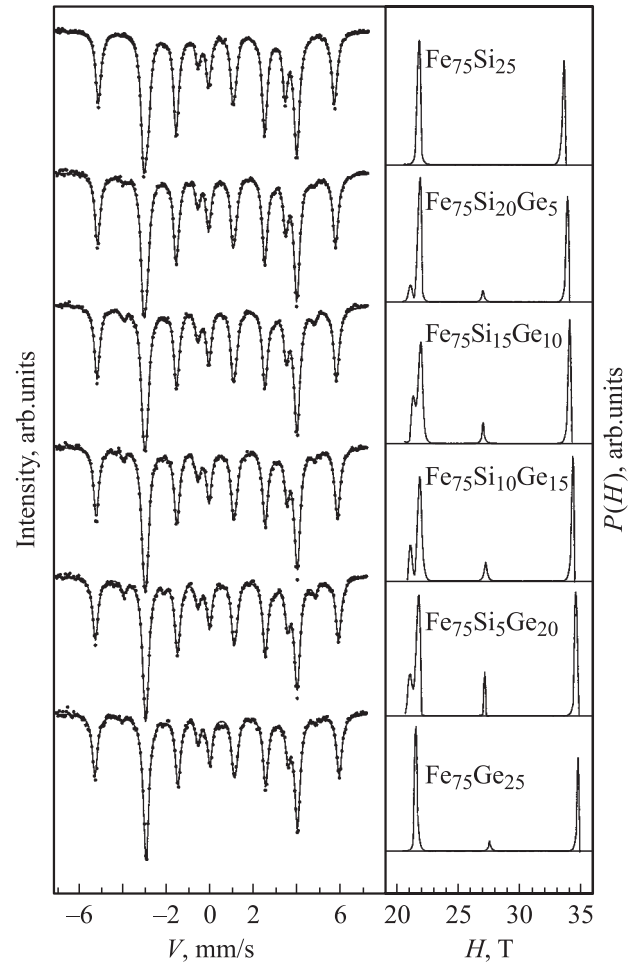 Intensity, arb.units
Fe75Si25
Fe75Si20Ge5
Fe75Si15Ge10
Fe75Si10Ge15
Fe75Si5Ge20
Fe75Ge25
P(H), arb.units
–6 –2 0 2 6
V, mm/s
20 25 30 35
H, T